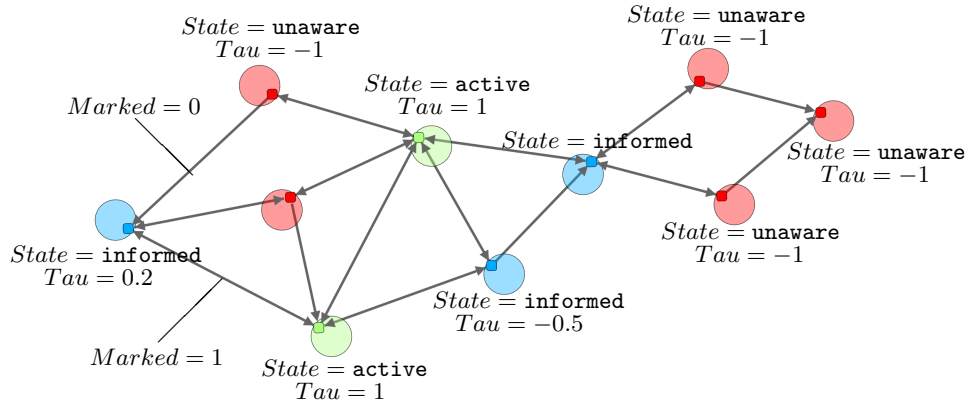 State = unaware
Tau = −1
State = unaware
Tau = −1
State = active
Tau = 1
Marked = 0
State = informed
State = unaware
Tau = −1
State = unaware
Tau = −1
State = informed
Tau = 0.2
State = informed
Tau = −0.5
Marked = 1
State = active
Tau = 1